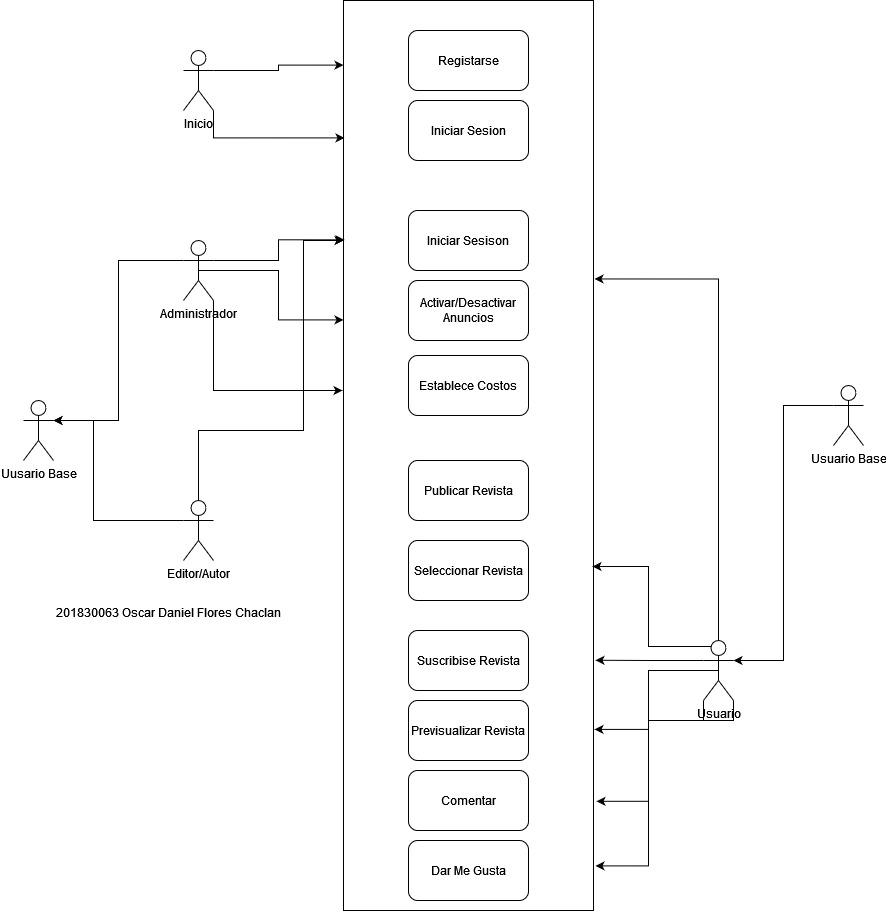 Registarse
Inicio
Iniciar Sesion
Iniciar Sesison
Activar/Desactivar
Anuncios
Administrador
Establece Costos
Uusario Base
Usuario Base
Publicar Revista
Editor/Autor
Seleccionar Revista
201830063 Oscar Daniel Flores Chaclan
Suscribise Revista
Usuario
Previsualizar Revista
Comentar
Dar Me Gusta